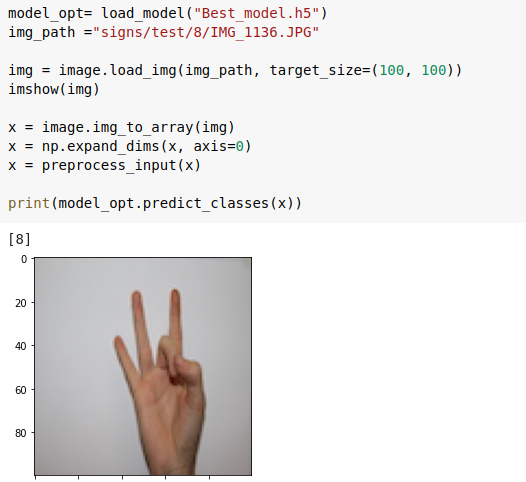 model_opt= load_model("Best_model.h5")
img_path ="signs/test/8/IMG_1136.JPG"
img = image.load_img(img_path, target_size=(100, 100))
imshow(img)
x = image.img_to_array(img)
x = np.expand_dims(x, axis=0)
x = preprocess_input(x)
print(model_opt.predict_classes(x))
[8]
0
20
40
60
80